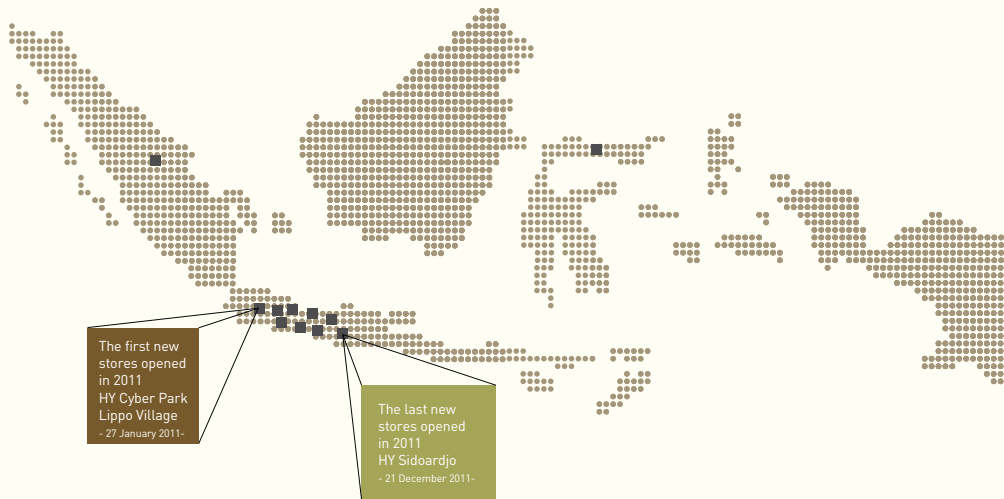 The first new
stores opened
in 2011
HY Cyber Park
Lippo Village
- 27 January 2011-
The last new
stores opened
in 2011
HY Sidoardjo
- 21 December 2011-